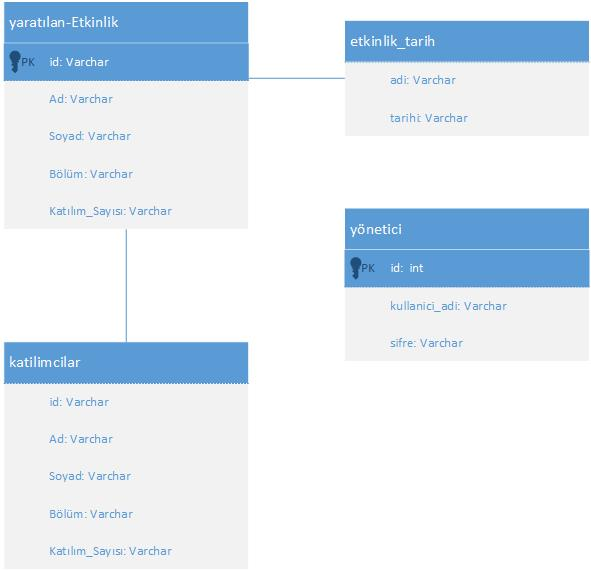 yaratılan-Etkinlik
PK id: Varchar
Ad: Varchar
Soyad: Varchar
Bölüm: Varchar
Katılım_Sayısı: Varchar
etkinlik_tarih
adi: Varchar
tarihi: Varchar
yönetici
PK id: int
kullanici_adi: Varchar
sifre: Varchar
katilimcilar
id: Varchar
Ad: Varchar
Soyad: Varchar
Bölüm: Varchar
Katılım_Sayısı: Varchar